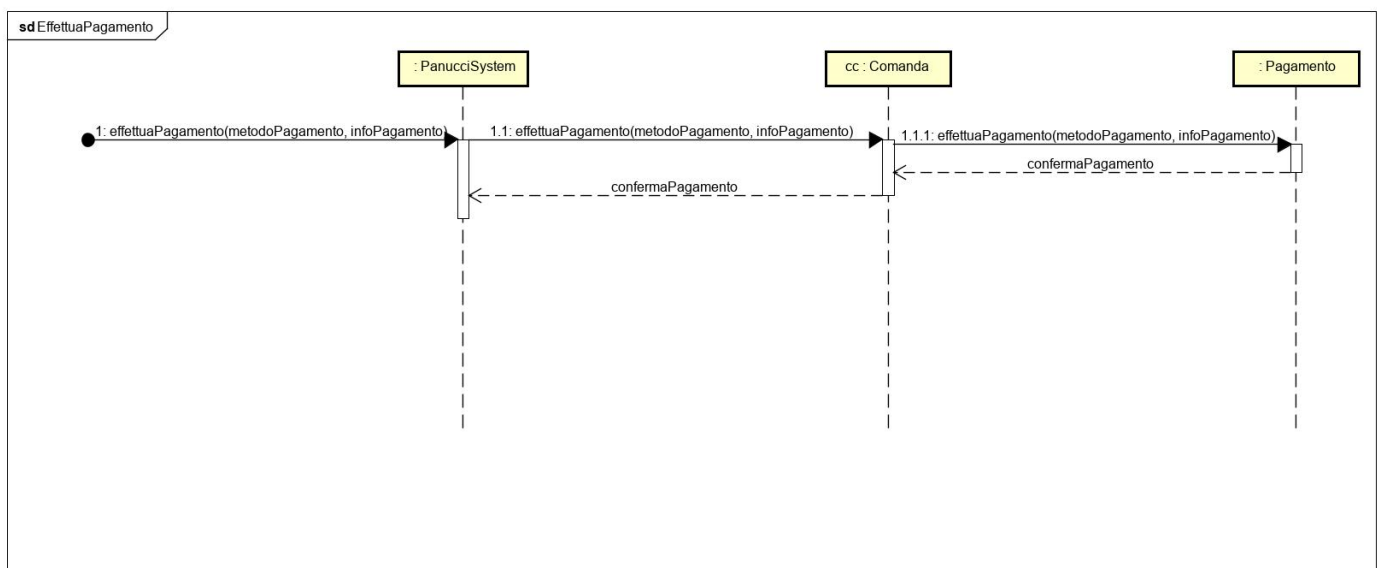 sd EffettuaPagamento
: PanucciSystem
cc : Comanda
: Pagamento
1: effettuaPagamento(metodoPagamento, infoPagamento)
1.1: effettuaPagamento(metodoPagamento, infoPagamento)
1.1.1: effettuaPagamento(metodoPagamento, infoPagamento)
confermaPagamento
confermaPagamento